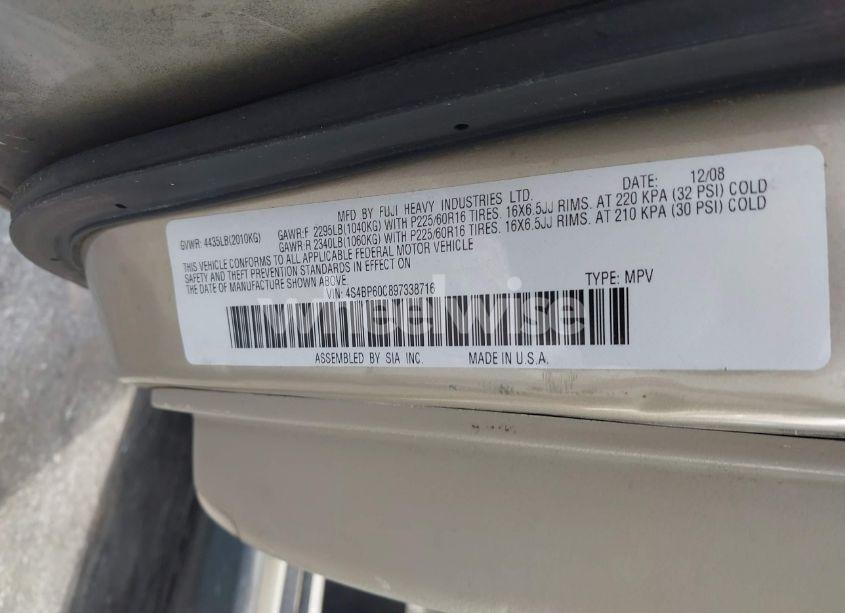 MFD BY FUJI HEAVY INDUSTRIES LTD. DATE: 12/08
GVWR: 4435LB(2010KG) GAWR:F 2295LB(1040KG) WITH P225/60R16 TIRES. 16X6.5JJ RIMS. AT 220 KPA (32 PSI) COLD
GAWR:R 2340LB(1060KG) WITH P225/60R16 TIRES. 16X6.5JJ RIMS. AT 210 KPA (30 PSI) COLD
THIS VEHICLE CONFORMS TO ALL APPLICABLE FEDERAL MOTOR VEHICLE
SAFETY AND THEFT PREVENTION STANDARDS IN EFFECT ON
THE DATE OF MANUFACTURE SHOWN ABOVE.
VIN: 4S4BP60C897338716 TYPE: MPV
wheelwise
ASSEMBLED BY SIA INC. MADE IN U.S.A.